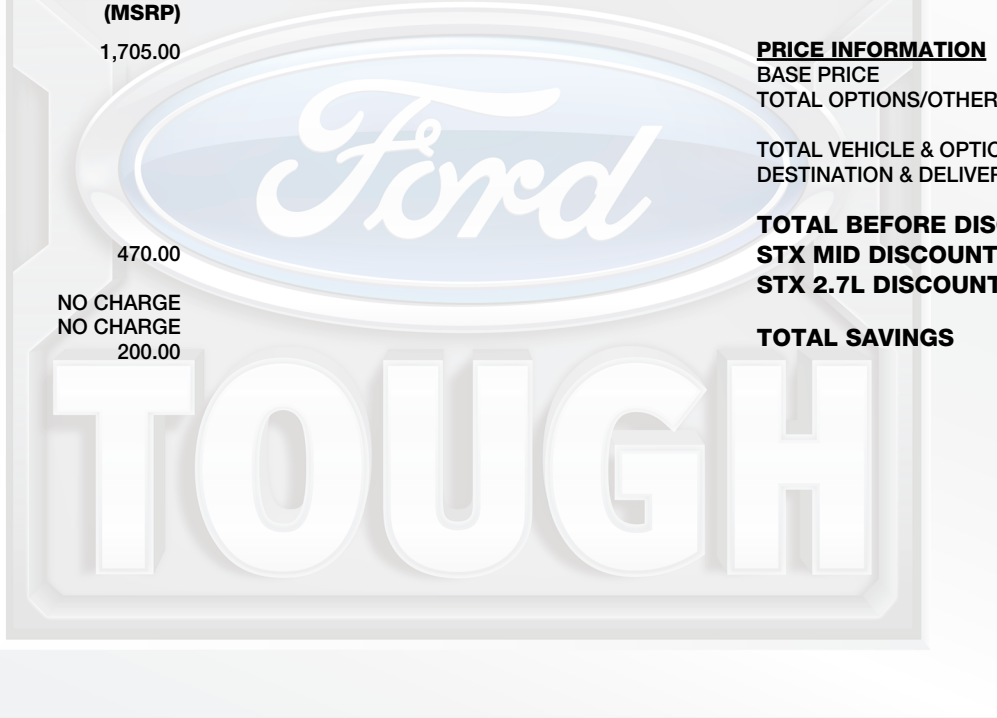 (MSRP)
1,705.00
470.00
NO CHARGE
NO CHARGE
200.00
PRICE INFORMATION
BASE PRICE
TOTAL OPTIONS/OTHER
TOTAL VEHICLE & OPTIO
DESTINATION & DELIVER
TOTAL BEFORE DISC
STX MID DISCOUNT
STX 2.7L DISCOUNT
TOTAL SAVINGS
Ford
TOUGH